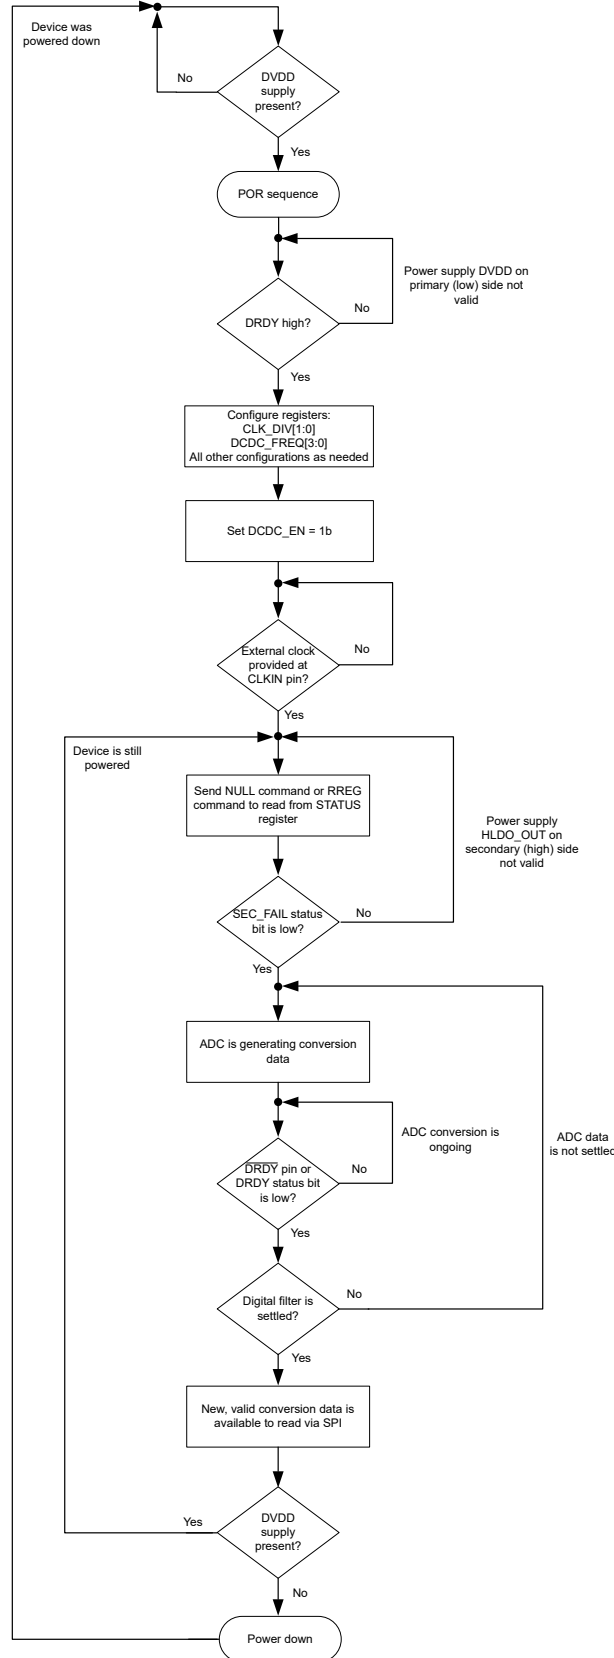 Device was
powered down
No
DVDD
supply
present?
Yes
POR sequence
Power supply DVDD on
primary (low) side not
valid
No
DRDY high?
Yes
Configure registers:
CLK_DIV[1:0]
DCDC_FREQ[3:0]
All other configurations as needed
Set DCDC_EN = 1b
No
External clock
provided at
CLKIN pin?
Yes
Device is still
powered
Send NULL command or RREG
command to read from STATUS
register
Power supply
HLDO_OUT on
secondary (high) side
not valid
No
SEC_FAIL status
bit is low?
Yes
ADC is generating conversion
data
ADC conversion is
ongoing
ADC data
is not settled
No
DRDY pin or
DRDY status bit
is low?
Yes
No
Digital filter is
settled?
Yes
New, valid conversion data is
available to read via SPI
Yes
DVDD
supply
present?
No
Power down